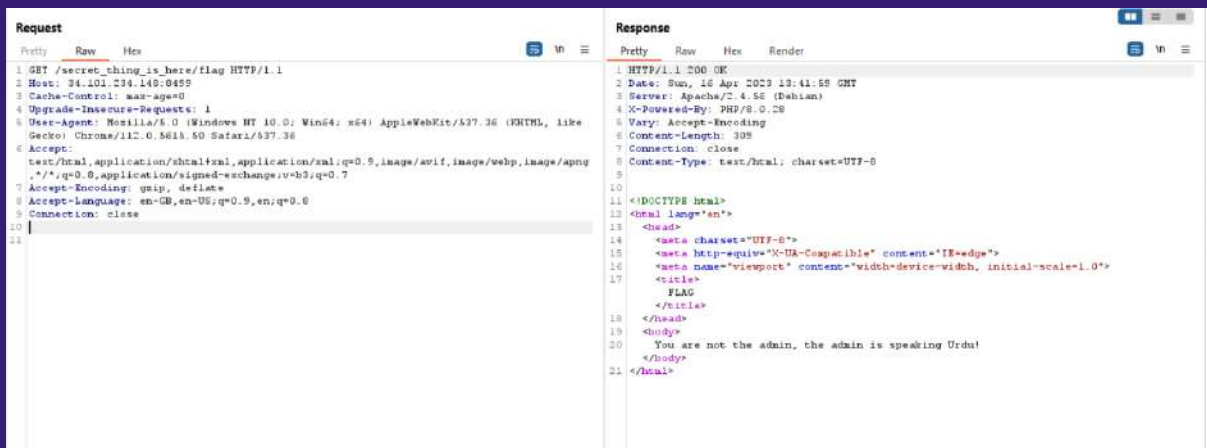 Request
Pretty Raw Hex
\n
1 GET /secret_thing_is_here/flag HTTP/1.1
2 Host: 34.101.234.148:8499
3 Cache-Control: max-age=0
4 Upgrade-Insecure-Requests: 1
5 User-Agent: Mozilla/5.0 (Windows NT 10.0; Win64; x64) AppleWebKit/537.36 (KHTML, like
Gecko) Chrome/112.0.5615.50 Safari/537.36
6 Accept:
text/html,application/xhtml+xml,application/xml;q=0.9,image/avif,image/webp,image/apng
,*/*;q=0.8,application/signed-exchange;v=b3;q=0.7
7 Accept-Encoding: gzip, deflate
8 Accept-Language: en-GB,en-US;q=0.9,en;q=0.8
9 Connection: close
10
11
Response
Pretty Raw Hex Render
\n
1 HTTP/1.1 200 OK
2 Date: Sun, 16 Apr 2023 13:41:59 GMT
3 Server: Apache/2.4.56 (Debian)
4 X-Powered-By: PHP/8.0.28
5 Vary: Accept-Encoding
6 Content-Length: 309
7 Connection: close
8 Content-Type: text/html; charset=UTF-8
9
10
11 <!DOCTYPE html>
12 <html lang="en">
13 <head>
14 <meta charset="UTF-8">
15 <meta http-equiv="X-UA-Compatible" content="IE=edge">
16 <meta name="viewport" content="width=device-width, initial-scale=1.0">
17 <title>
FLAG
</title>
18 </head>
19 <body>
20 You are not the admin, the admin is speaking Urdu!
</body>
21 </html>